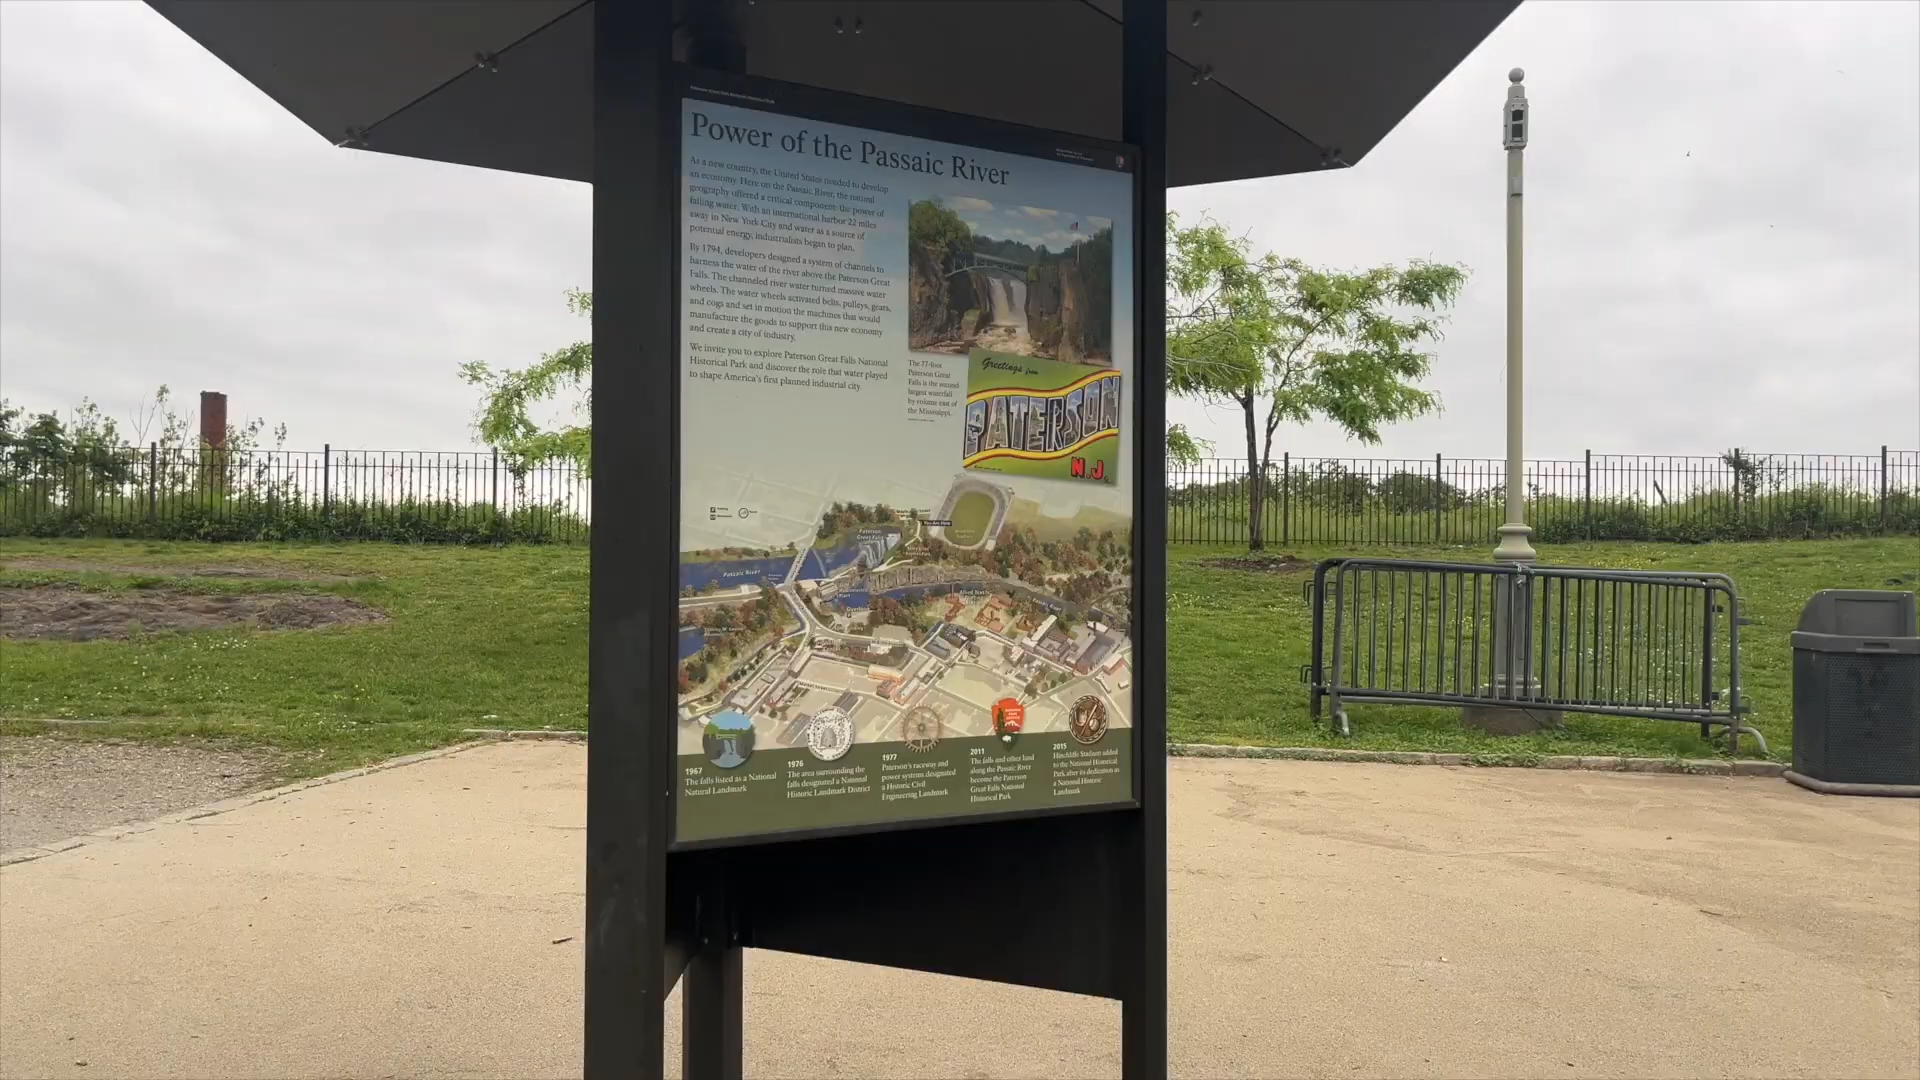 Power of the Passaic River
As a new country, the United States needed to develop
an economy. Here on the Passaic River, the natural
geography offered a critical component: the power of
falling water. With an international harbor 22 miles
away in New York City and water as a source of
potential energy, industrialists began to plan.
By 1794, developers designed a system of channels to
harness the water of the river above the Paterson Great
Falls. The channeled river water turned massive water
wheels. The water wheels activated belts, pulleys, gears,
and cogs and set in motion the machines that would
manufacture the goods to support this new economy
and create a city of industry.
We invite you to explore Paterson Great Falls National
Historical Park and discover the role that water played
to shape America's first planned industrial city.
The 77-foot
Paterson Great
Falls is the second
largest waterfall
by volume east of
the Mississippi.
Greetings from
PATERSON
N.J.
You Are Here
Paterson
Great Falls
Passaic River
Passaic River
Market Street
1967
The falls listed as a National
Natural Landmark
1976
The area surrounding the
falls designated a National
Historic Landmark District
1977
Paterson's raceway and
power systems designated
a Historic Civil
Engineering Landmark
2011
The falls and other land
along the Passaic River
become the Paterson
Great Falls National
Historical Park
2015
Hinchliffe Stadium added
to the National Historical
Park after its dedication as
a National Historic
Landmark